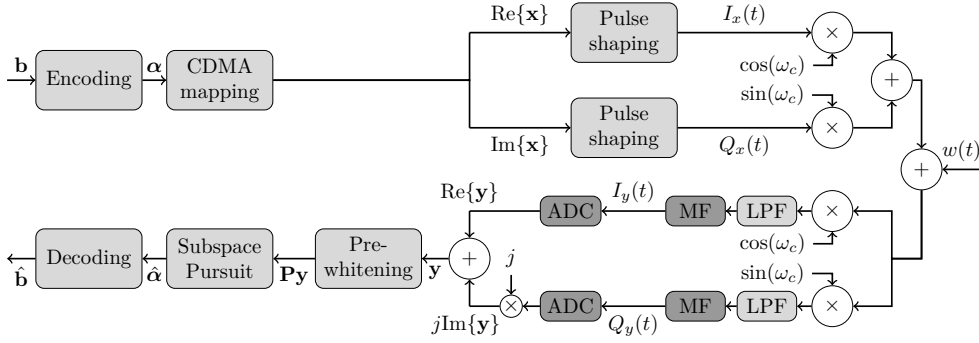 b
Encoding
α
CDMA
mapping
Re{x}
Pulse
shaping
I_x(t)
×
cos(ω_c)
+
sin(ω_c)
Im{x}
Pulse
shaping
Q_x(t)
×
w(t)
+
Re{y}
ADC
I_y(t)
MF
LPF
×
cos(ω_c)
b̂
Decoding
α̂
Subspace
Pursuit
Py
Pre-
whitening
y
+
j
×
jIm{y}
ADC
Q_y(t)
MF
LPF
sin(ω_c)
×